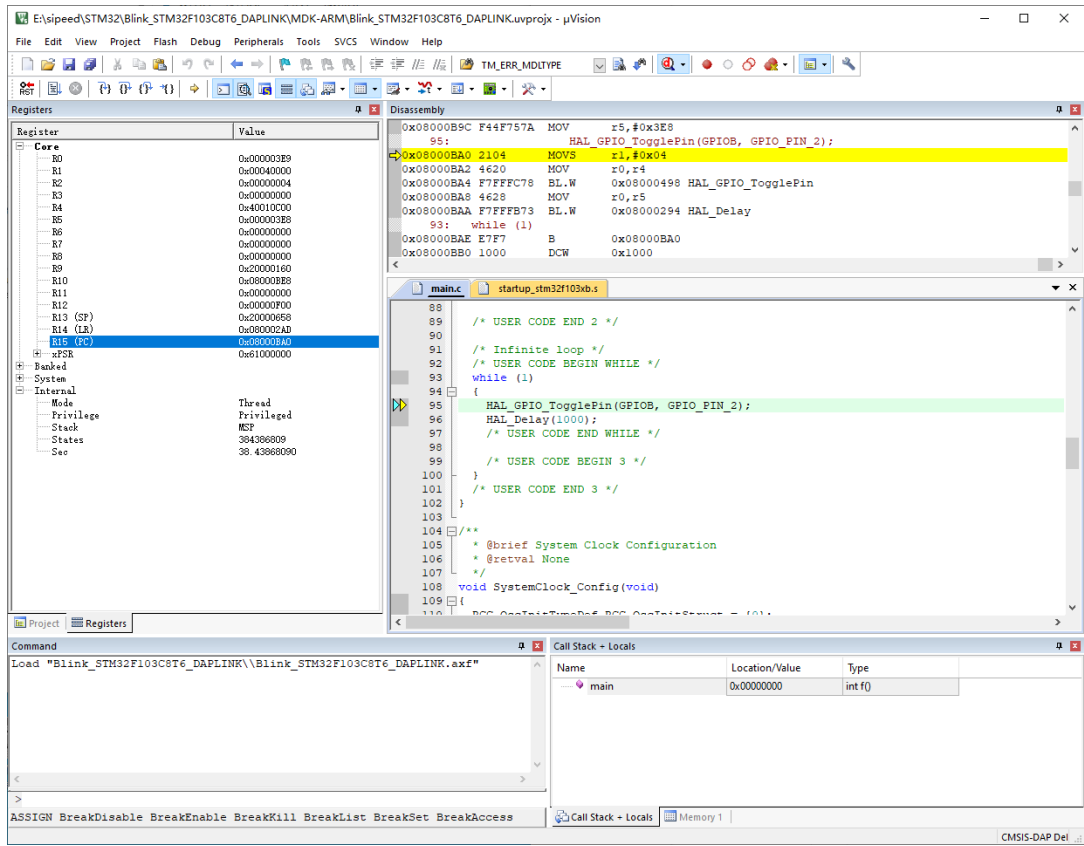 E:\sipeed\STM32\Blink_STM32F103C8T6_DAPLINK\MDK-ARM\Blink_STM32F103C8T6_DAPLINK.uvprojx - µVision
File Edit View Project Flash Debug Peripherals Tools SVCS Window Help
TM_ERR_MDLTYPE
RST
Registers
Register Value
Core
R0 0x000003E9
R1 0x00040000
R2 0x00000004
R3 0x00000000
R4 0x40010C00
R5 0x000003E8
R6 0x00000000
R7 0x00000000
R8 0x00000000
R9 0x20000160
R10 0x08000BE8
R11 0x00000000
R12 0x00000F00
R13 (SP) 0x20000658
R14 (LR) 0x080002AD
R15 (PC) 0x08000BA0
xPSR 0x61000000
Banked
System
Internal
Mode Thread
Privilege Privileged
Stack MSP
States 384386809
Sec 38.43868090
Project Registers
Disassembly
0x08000B9C F44F757A MOV r5,#0x3E8
95: HAL_GPIO_TogglePin(GPIOB, GPIO_PIN_2);
0x08000BA0 2104 MOVS r1,#0x04
0x08000BA2 4620 MOV r0,r4
0x08000BA4 F7FFFC78 BL.W 0x08000498 HAL_GPIO_TogglePin
0x08000BA8 4628 MOV r0,r5
0x08000BAA F7FFFB73 BL.W 0x08000294 HAL_Delay
93: while (1)
0x08000BAE E7F7 B 0x08000BA0
0x08000BB0 1000 DCW 0x1000
main.c startup_stm32f103xb.s
88
89 /* USER CODE END 2 */
90
91 /* Infinite loop */
92 /* USER CODE BEGIN WHILE */
93 while (1)
94 {
95 HAL_GPIO_TogglePin(GPIOB, GPIO_PIN_2);
96 HAL_Delay(1000);
97 /* USER CODE END WHILE */
98
99 /* USER CODE BEGIN 3 */
100 }
101 /* USER CODE END 3 */
102 }
103
104 /**
105 * @brief System Clock Configuration
106 * @retval None
107 */
108 void SystemClock_Config(void)
109 {
110 RCC_OscInitTypeDef RCC_OscInitStruct = {0};
Command
Load "Blink_STM32F103C8T6_DAPLINK\\Blink_STM32F103C8T6_DAPLINK.axf"
>
ASSIGN BreakDisable BreakEnable BreakKill BreakList BreakSet BreakAccess
Call Stack + Locals
Name Location/Value Type
main 0x00000000 int f()
Call Stack + Locals Memory 1
CMSIS-DAP Del